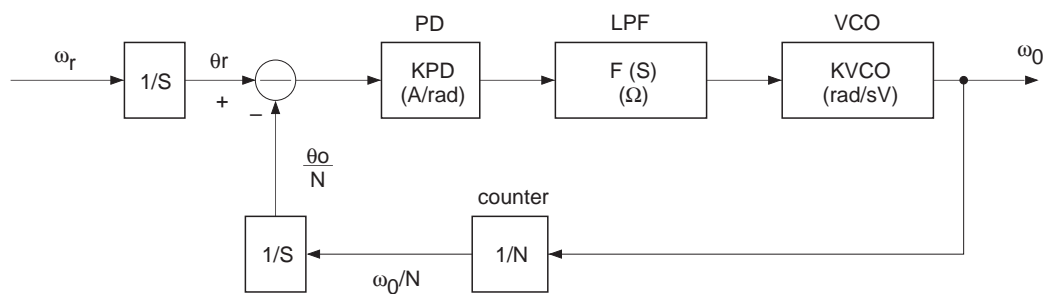 PD
LPF
VCO
ωr
1/S
θr
+
−
KPD
(A/rad)
F (S)
(Ω)
KVCO
(rad/sV)
ω0
θo
N
counter
1/S
1/N
ω0/N